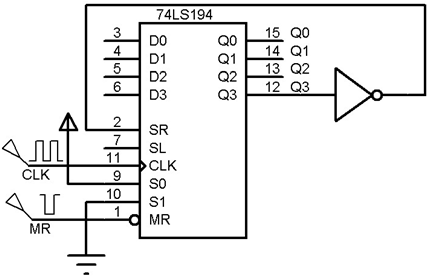 74LS194
3 D0 Q0 15 Q0
4 D1 Q1 14 Q1
5 D2 Q2 13 Q2
6 D3 Q3 12 Q3
2 SR
7 SL
11 CLK
CLK
9 S0
10 S1
1 MR
MR